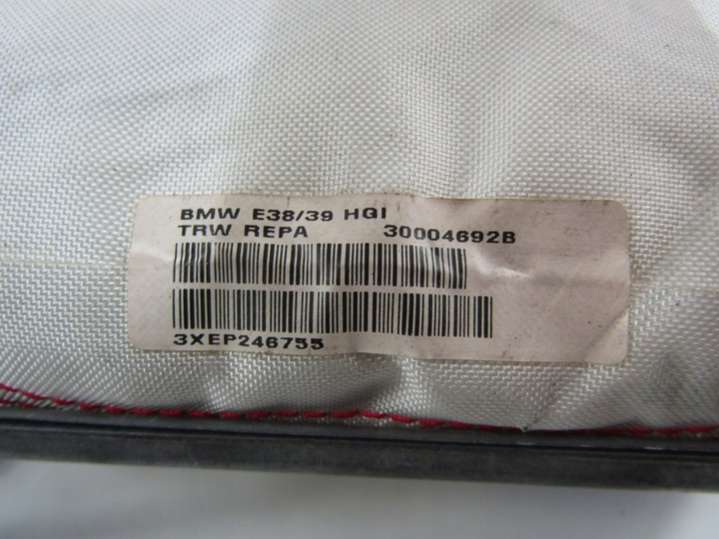 BMW E38/39 HGI
TRW REPA 30004692B
3XEP246755